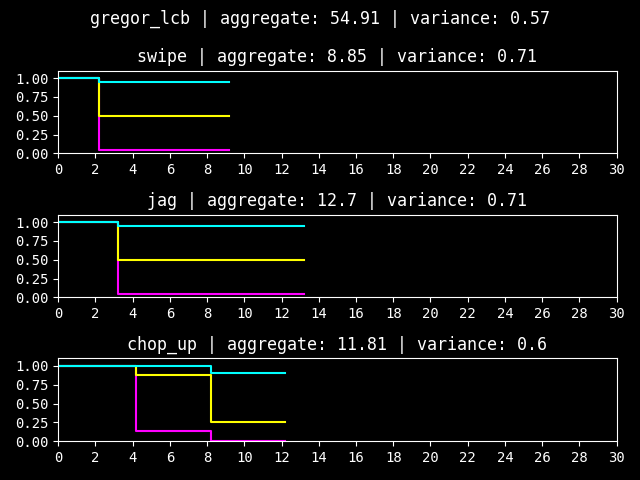 gregor_lcb | aggregate: 54.91 | variance: 0.57
swipe | aggregate: 8.85 | variance: 0.71
1.00
0.75
0.50
0.25
0.00
0 2 4 6 8 10 12 14 16 18 20 22 24 26 28 30
jag | aggregate: 12.7 | variance: 0.71
1.00
0.75
0.50
0.25
0.00
0 2 4 6 8 10 12 14 16 18 20 22 24 26 28 30
chop_up | aggregate: 11.81 | variance: 0.6
1.00
0.75
0.50
0.25
0.00
0 2 4 6 8 10 12 14 16 18 20 22 24 26 28 30